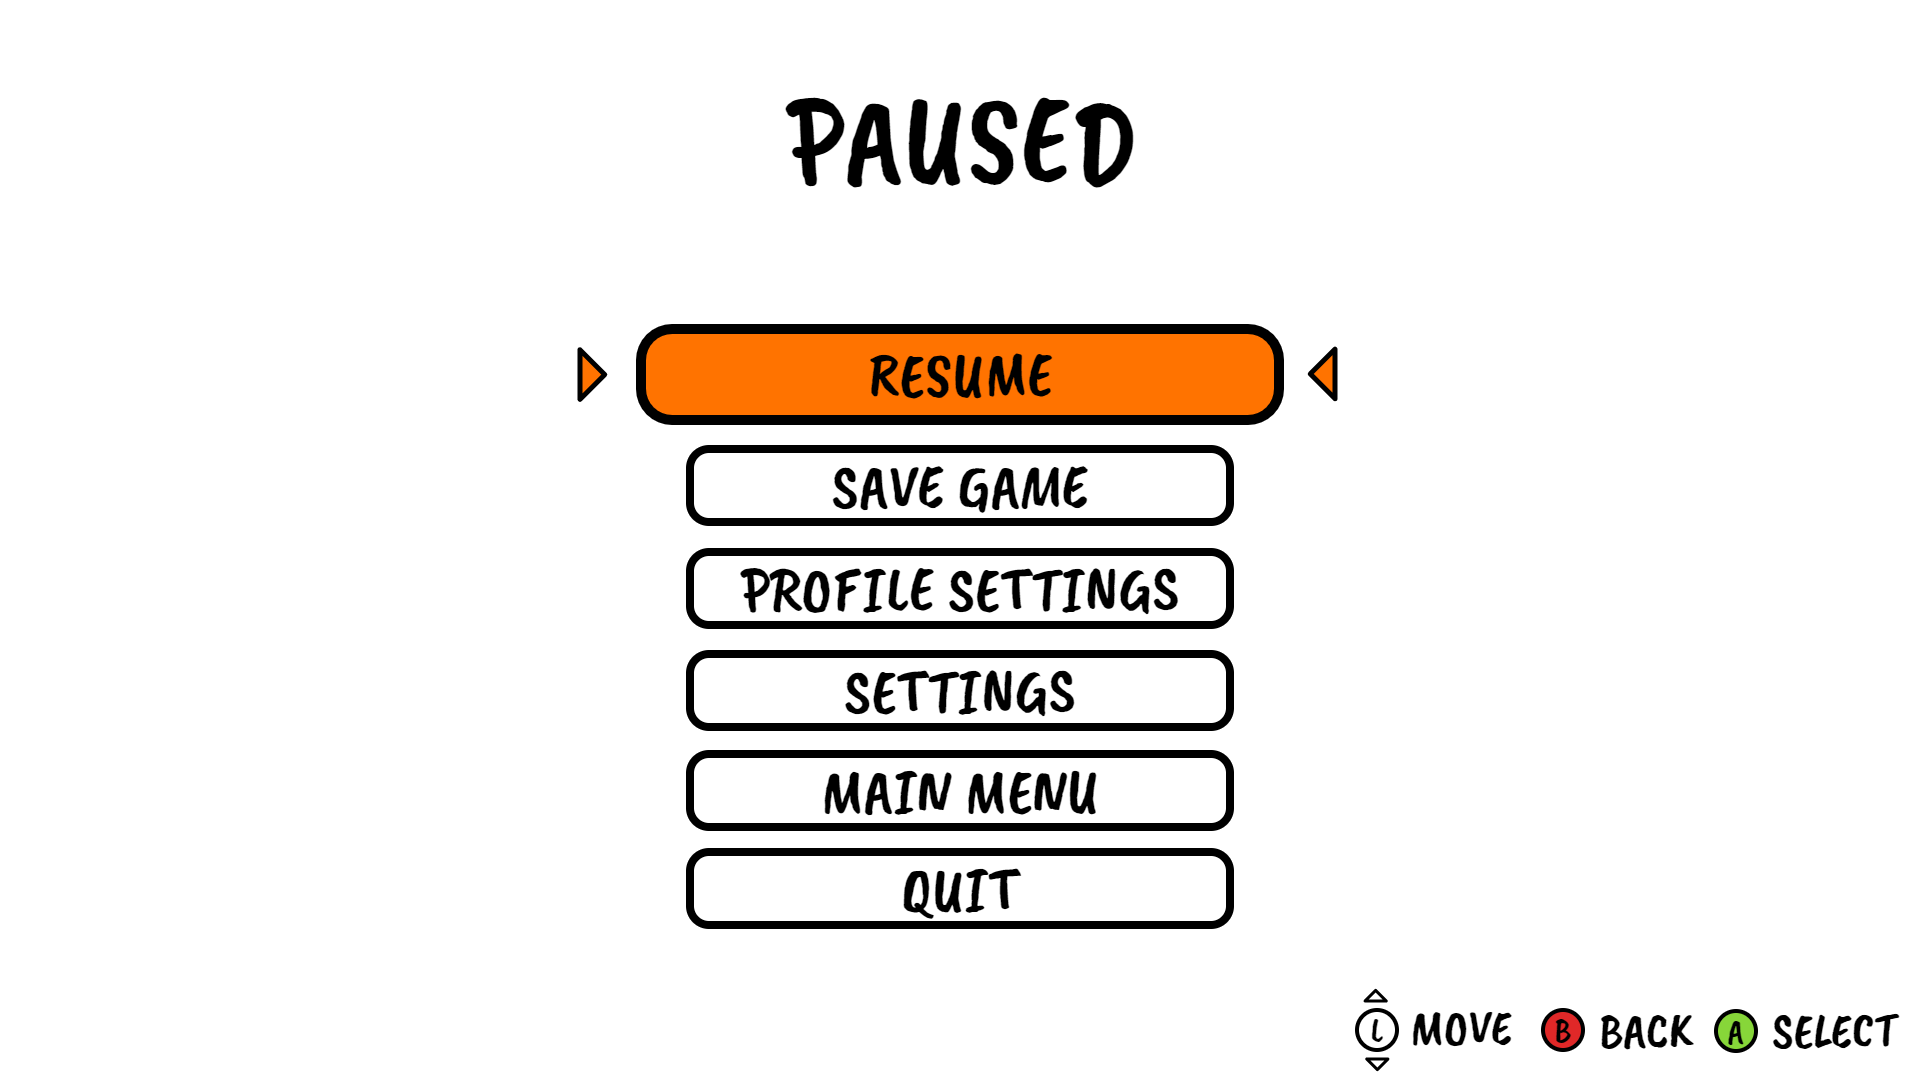 PAUSED
RESUME
SAVE GAME
PROFILE SETTINGS
SETTINGS
MAIN MENU
QUIT
L MOVE B BACK A SELECT